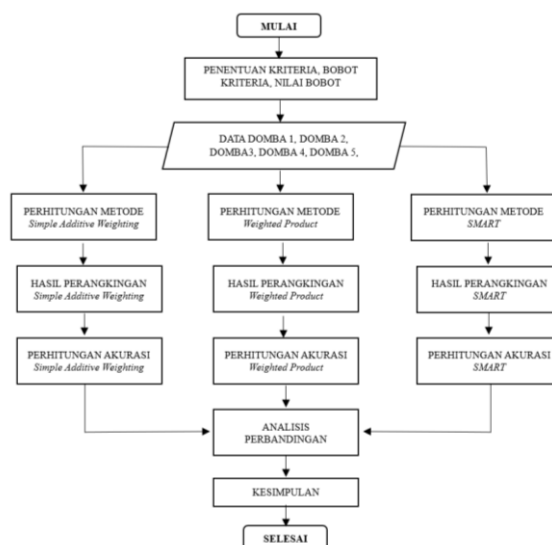 MULAI
PENENTUAN KRITERIA, BOBOT
KRITERIA, NILAI BOBOT
DATA DOMBA 1, DOMBA 2,
DOMBA3, DOMBA 4, DOMBA 5,
PERHITUNGAN METODE
Simple Additive Weighting
PERHITUNGAN METODE
Weighted Product
PERHITUNGAN METODE
SMART
HASIL PERANGKINGAN
Simple Additive Weighting
HASIL PERANGKINGAN
Weighted Product
HASIL PERANGKINGAN
SMART
PERHITUNGAN AKURASI
Simple Additive Weighting
PERHITUNGAN AKURASI
Weighted Product
PERHITUNGAN AKURASI
SMART
ANALISIS
PERBANDINGAN
KESIMPULAN
SELESAI